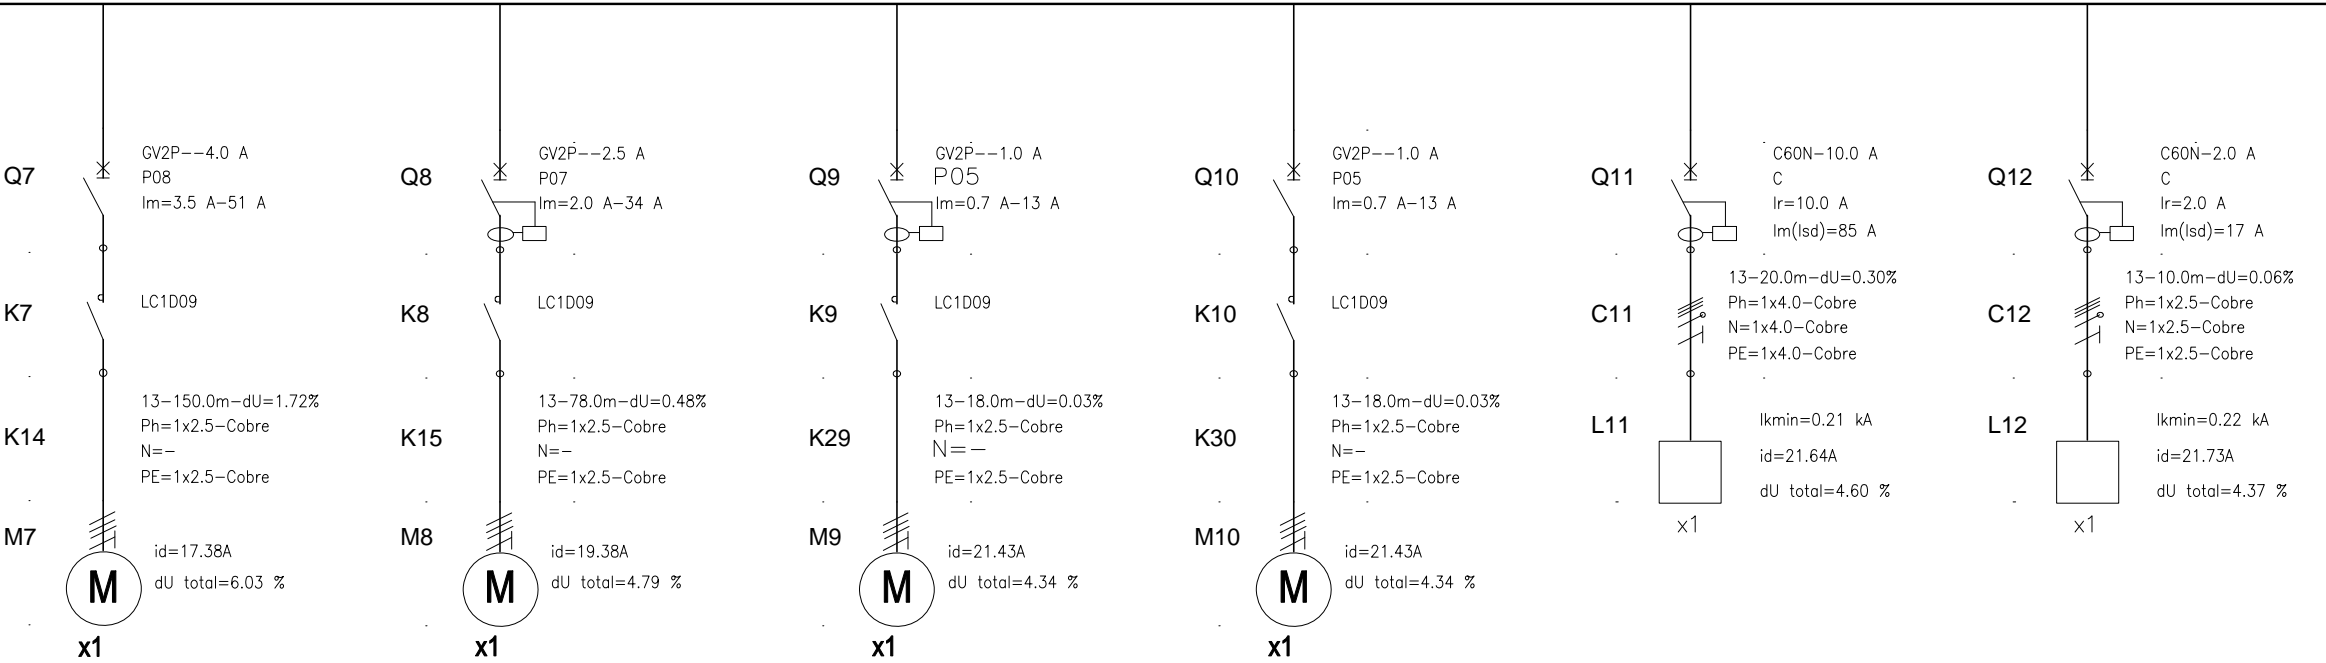 Q7
GV2P--4.0 A
P08
Im=3.5 A-51 A
K7
LC1D09
K14
13-150.0m-dU=1.72%
Ph=1x2.5-Cobre
N=-
PE=1x2.5-Cobre
M7
id=17.38A
dU total=6.03 %
M
x1
Q8
GV2P--2.5 A
P07
Im=2.0 A-34 A
K8
LC1D09
K15
13-78.0m-dU=0.48%
Ph=1x2.5-Cobre
N=-
PE=1x2.5-Cobre
M8
id=19.38A
dU total=4.79 %
M
x1
Q9
GV2P--1.0 A
P05
Im=0.7 A-13 A
K9
LC1D09
K29
13-18.0m-dU=0.03%
Ph=1x2.5-Cobre
N=-
PE=1x2.5-Cobre
M9
id=21.43A
dU total=4.34 %
M
x1
Q10
GV2P--1.0 A
P05
Im=0.7 A-13 A
K10
LC1D09
K30
13-18.0m-dU=0.03%
Ph=1x2.5-Cobre
N=-
PE=1x2.5-Cobre
M10
id=21.43A
dU total=4.34 %
M
x1
Q11
C60N-10.0 A
C
Ir=10.0 A
Im(Isd)=85 A
C11
13-20.0m-dU=0.30%
Ph=1x4.0-Cobre
N=1x4.0-Cobre
PE=1x4.0-Cobre
L11
Ikmin=0.21 kA
id=21.64A
dU total=4.60 %
x1
Q12
C60N-2.0 A
C
Ir=2.0 A
Im(Isd)=17 A
C12
13-10.0m-dU=0.06%
Ph=1x2.5-Cobre
N=1x2.5-Cobre
PE=1x2.5-Cobre
L12
Ikmin=0.22 kA
id=21.73A
dU total=4.37 %
x1